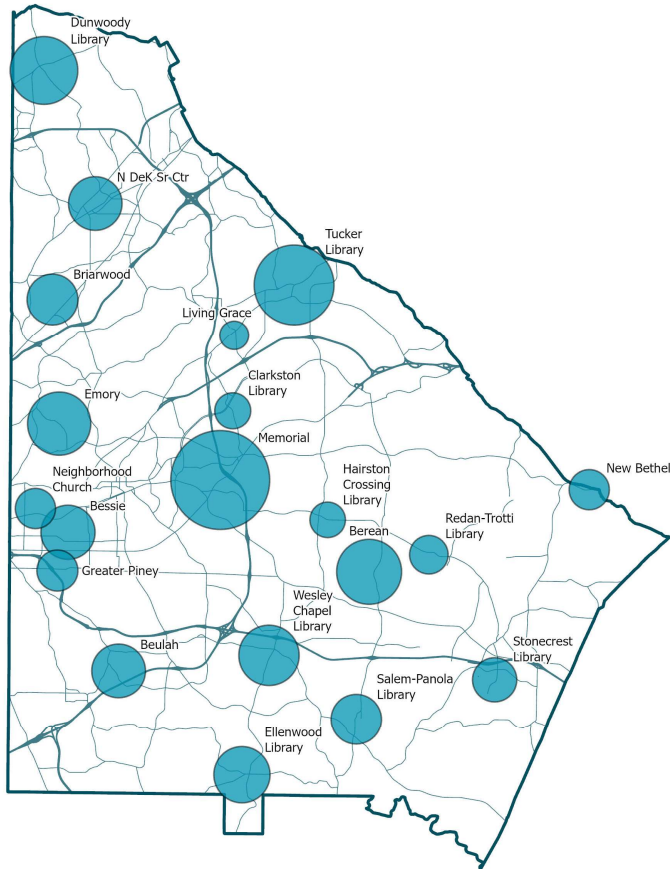 Dunwoody
Library
N DeK Sr Ctr
Tucker
Library
Briarwood
Living Grace
Clarkston
Library
Emory
Memorial
Neighborhood
Church
Hairston
Crossing
Library
New Bethel
Bessie
Redan-Trotti
Library
Berean
Greater Piney
Wesley
Chapel
Library
Beulah
Stonecrest
Library
Salem-Panola
Library
Ellenwood
Library